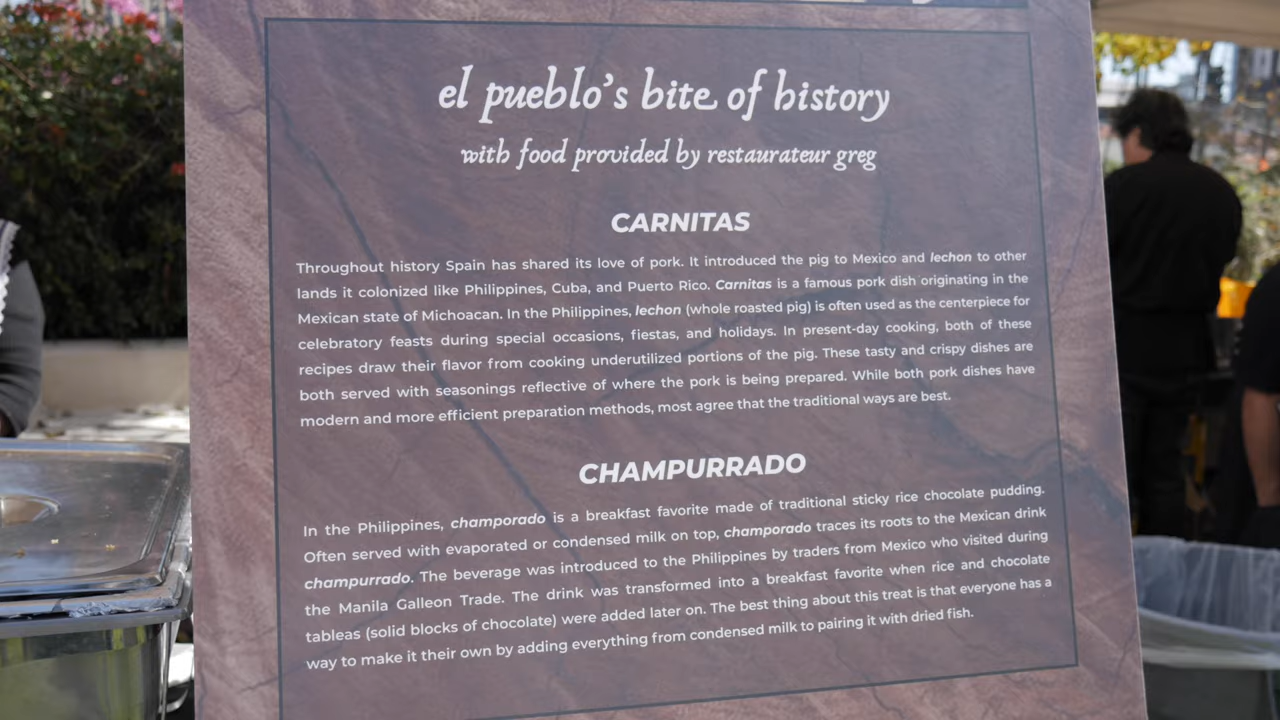 el pueblo's bite of history
with food provided by restaurateur greg
CARNITAS
Throughout history Spain has shared its love of pork. It introduced the pig to Mexico and lechon to other
lands it colonized like Philippines, Cuba, and Puerto Rico. Carnitas is a famous pork dish originating in the
Mexican state of Michoacan. In the Philippines, lechon (whole roasted pig) is often used as the centerpiece for
celebratory feasts during special occasions, fiestas, and holidays. In present-day cooking, both of these
recipes draw their flavor from cooking underutilized portions of the pig. These tasty and crispy dishes are
both served with seasonings reflective of where the pork is being prepared. While both pork dishes have
modern and more efficient preparation methods, most agree that the traditional ways are best.
CHAMPURRADO
In the Philippines, champorado is a breakfast favorite made of traditional sticky rice chocolate pudding.
Often served with evaporated or condensed milk on top, champorado traces its roots to the Mexican drink
champurrado. The beverage was introduced to the Philippines by traders from Mexico who visited during
the Manila Galleon Trade. The drink was transformed into a breakfast favorite when rice and chocolate
tableas (solid blocks of chocolate) were added later on. The best thing about this treat is that everyone has a
way to make it their own by adding everything from condensed milk to pairing it with dried fish.